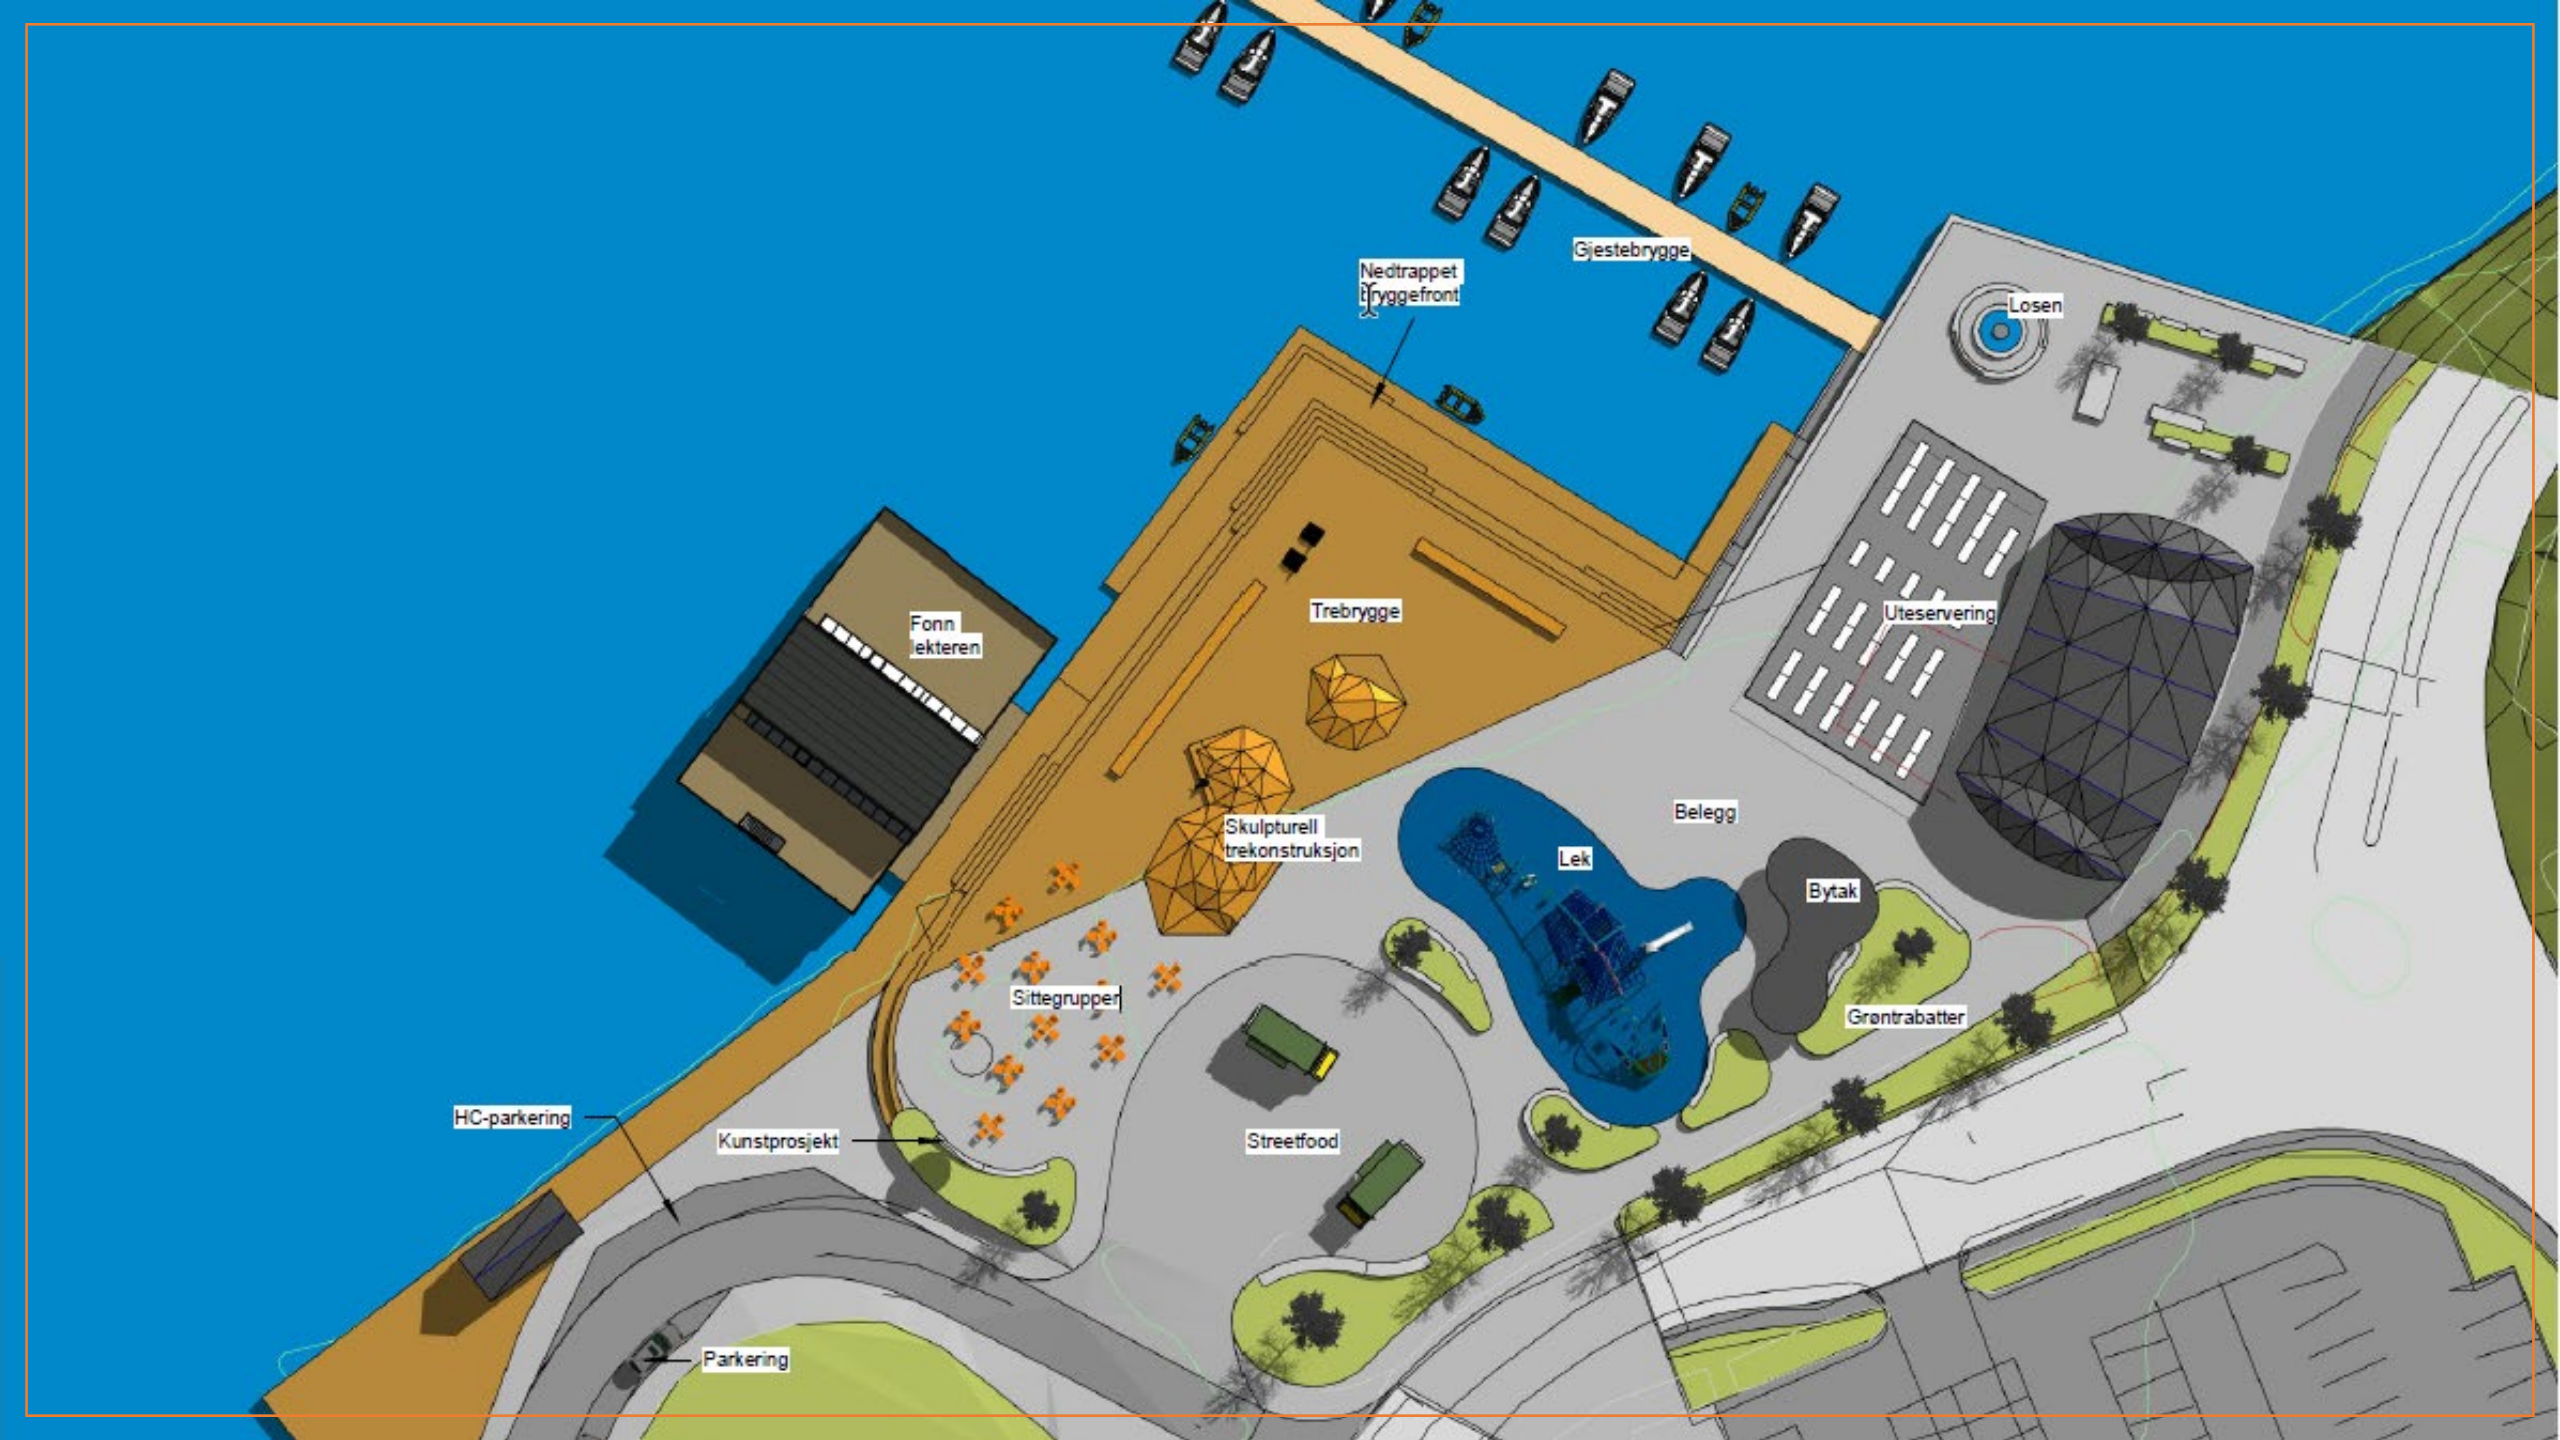 Gjestebrygge
Nedtrappet
bryggefront
Losen
Fonn
lekteren
Trebrygge
Uteservering
Skulpturell
trekonstruksjon
Belegg
Lek
Bytak
Sittegrupper
Grøntrabatter
HC-parkering
Kunstprosjekt
Streetfood
Parkering